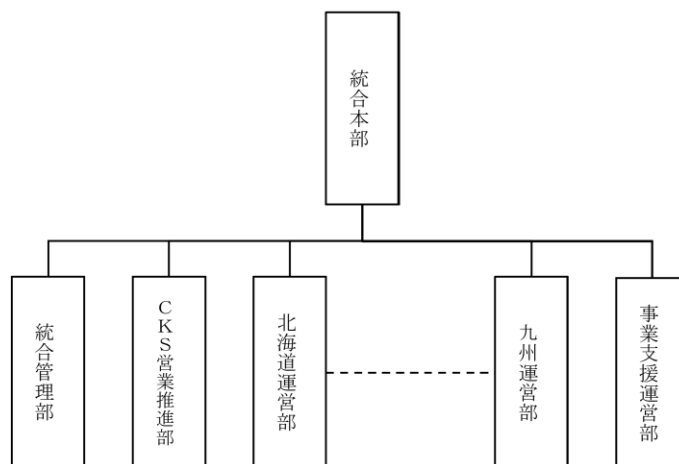 統合本部
統合管理部
CKS営業推進部
北海道運営部
九州運営部
事業支援運営部